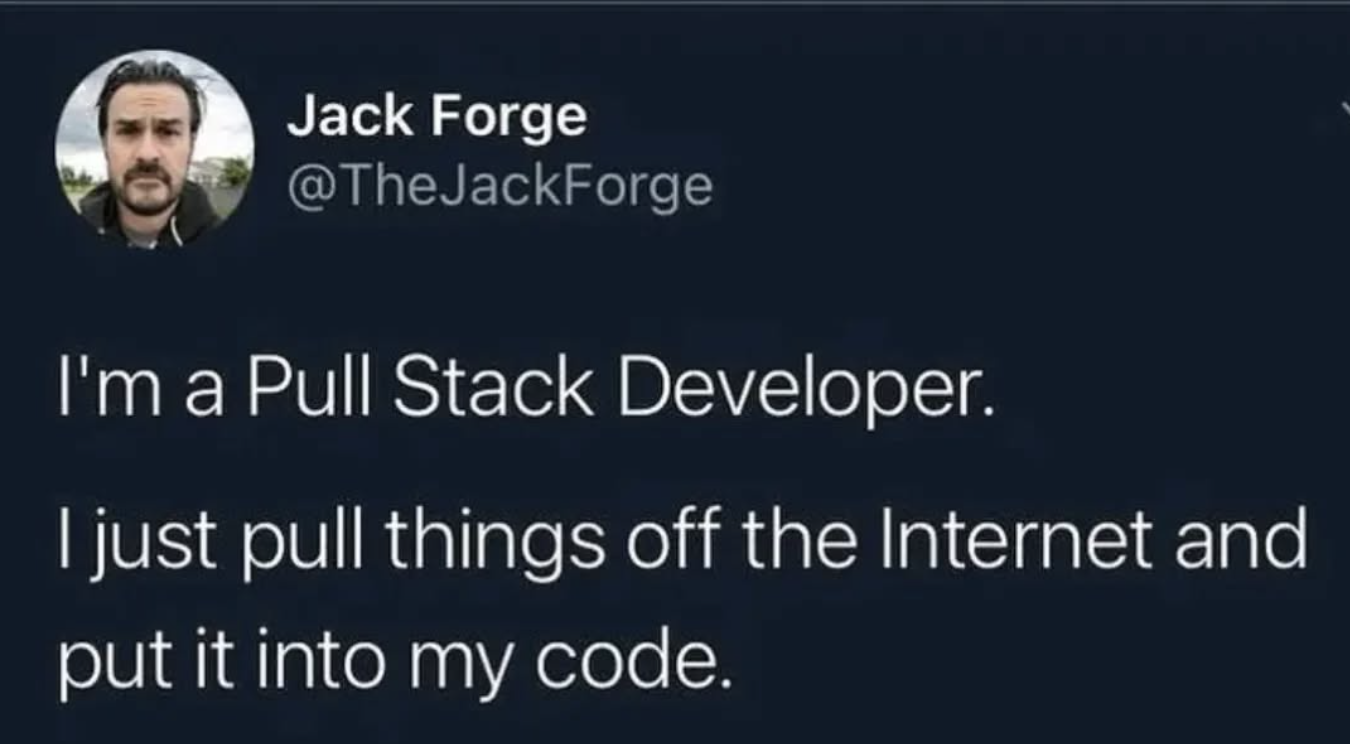 Jack Forge
@TheJackForge
I'm a Pull Stack Developer.
I just pull things off the Internet and
put it into my code.